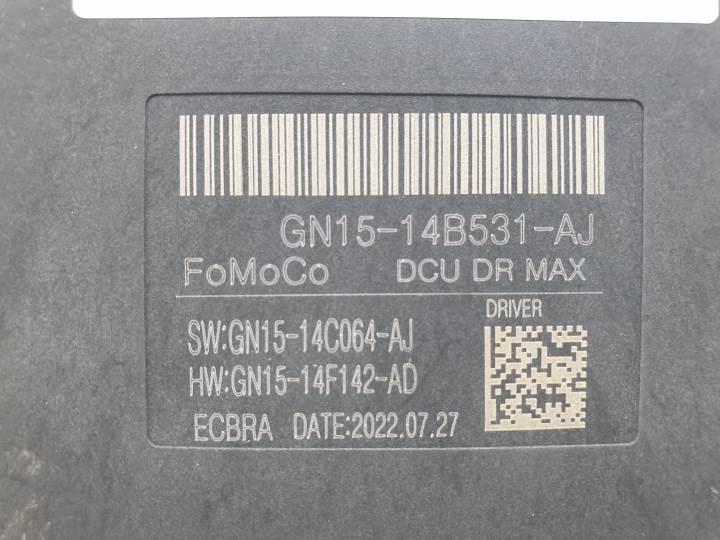 GN15-14B531-AJ
FoMoCo DCU DR MAX
DRIVER
SW:GN15-14C064-AJ
HW:GN15-14F142-AD
ECBRA DATE:2022.07.27